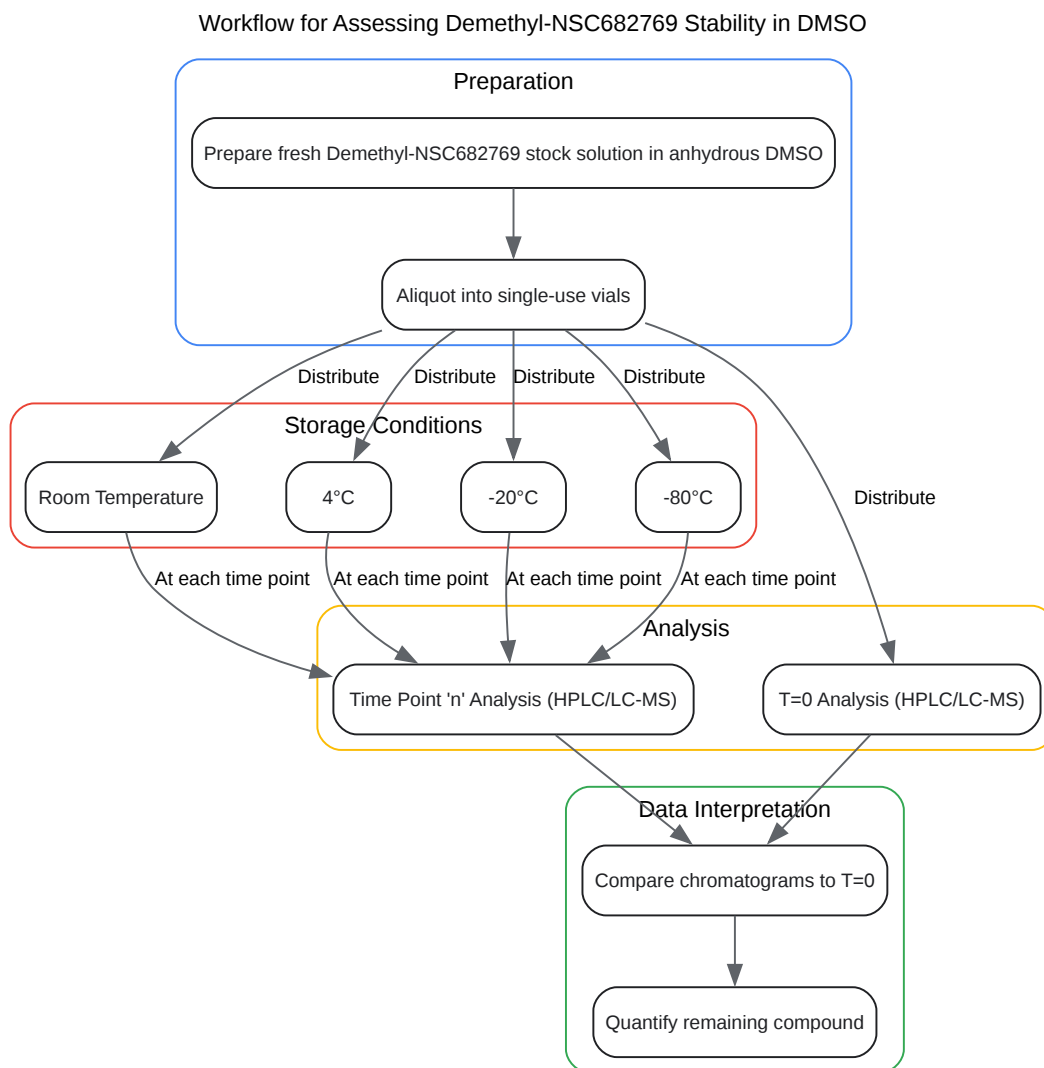 Workflow for Assessing Demethyl-NSC682769 Stability in DMSO
Preparation
Prepare fresh Demethyl-NSC682769 stock solution in anhydrous DMSO
Aliquot into single-use vials
Distribute
Distribute
Distribute
Distribute
Storage Conditions
Room Temperature
4°C
-20°C
-80°C
Distribute
At each time point
At each time point
At each time point
At each time point
Analysis
Time Point 'n' Analysis (HPLC/LC-MS)
T=0 Analysis (HPLC/LC-MS)
Data Interpretation
Compare chromatograms to T=0
Quantify remaining compound